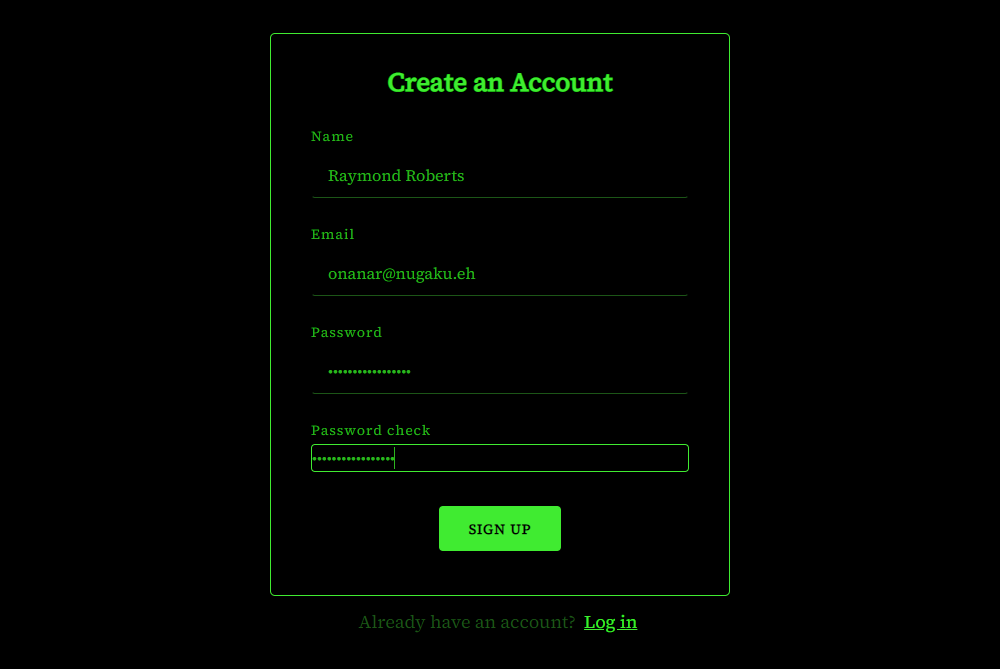 Create an Account
Name
Raymond Roberts
Email
onanar@nugaku.eh
Password
•••••••••••••••••
Password check
•••••••••••••••••
SIGN UP
Already have an account? Log in